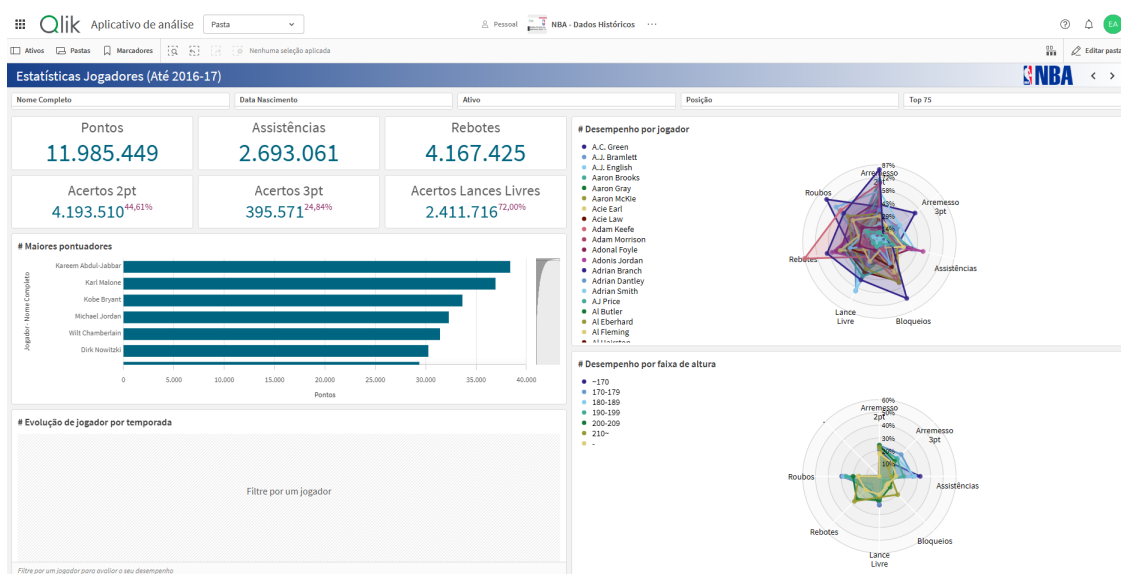 Qlik Aplicativo de análise Pasta Pessoal NBA - Dados Históricos ··· EA
Ativos Pastas Marcadores Nenhuma seleção aplicada Editar pasta
Estatísticas Jogadores (Até 2016-17) NBA
Nome Completo Data Nascimento Ativo Posição Top 75
Pontos
11.985.449
Assistências
2.693.061
Rebotes
4.167.425
Acertos 2pt
4.193.510 44,61%
Acertos 3pt
395.571 24,84%
Acertos Lances Livres
2.411.716 72,00%
# Maiores pontuadores
Jogador - Nome Completo
Kareem Abdul-Jabbar
Karl Malone
Kobe Bryant
Michael Jordan
Wilt Chamberlain
Dirk Nowitzki
0 5.000 10.000 15.000 20.000 25.000 30.000 35.000 40.000
Pontos
# Evolução de jogador por temporada
Filtre por um jogador
Filtre por um jogador para avaliar o seu desempenho
# Desempenho por jogador
A.C. Green
A.J. Bramlett
A.J. English
Aaron Brooks
Aaron Gray
Aaron McKie
Acie Earl
Acie Law
Adam Keefe
Adam Morrison
Adonal Foyle
Adonis Jordan
Adrian Branch
Adrian Dantley
Adrian Smith
AJ Price
Al Butler
Al Eberhard
Al Fleming
Al Hairston
87%
72%
58%
43%
14%
Arremesso
2pt
Arremesso
3pt
Assistências
Bloqueios
Lance
Livre
Rebotes
Roubos
# Desempenho por faixa de altura
~170
170-179
180-189
190-199
200-209
210~
-
60%
50%
40%
30%
20%
10%
Arremesso
2pt
Arremesso
3pt
Assistências
Bloqueios
Lance
Livre
Rebotes
Roubos